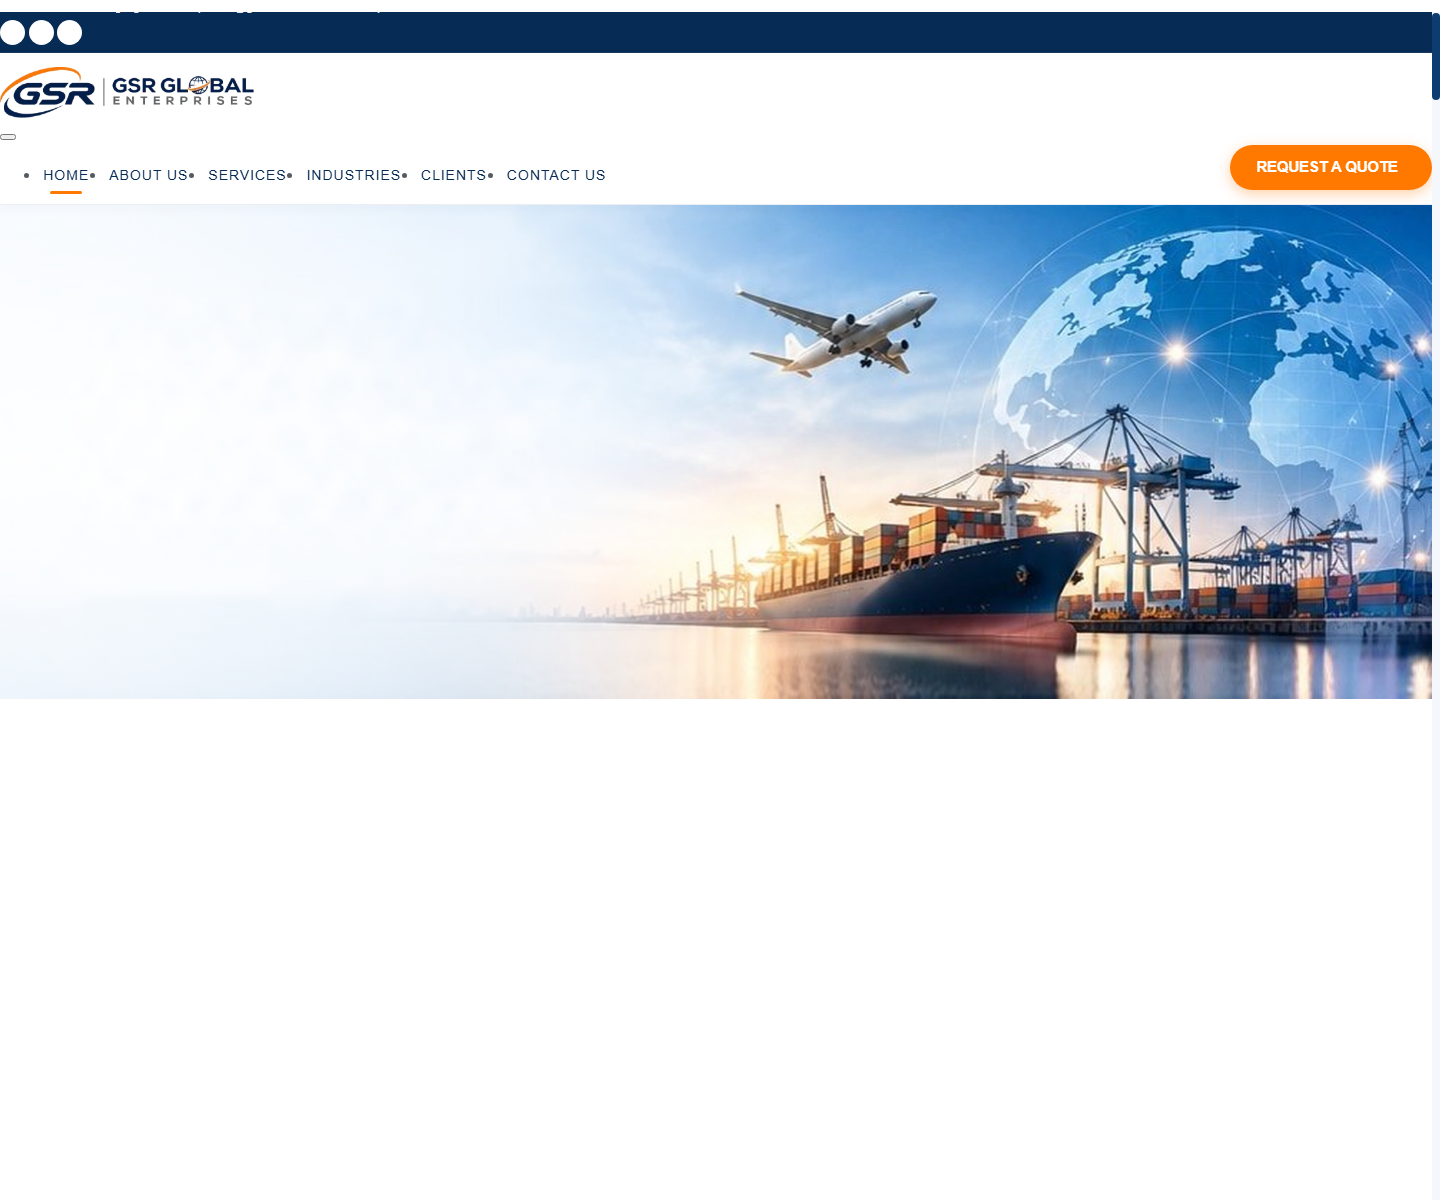 GSR GSR GLOBAL
ENTERPRISES
HOME ABOUT US SERVICES INDUSTRIES CLIENTS CONTACT US
REQUEST A QUOTE